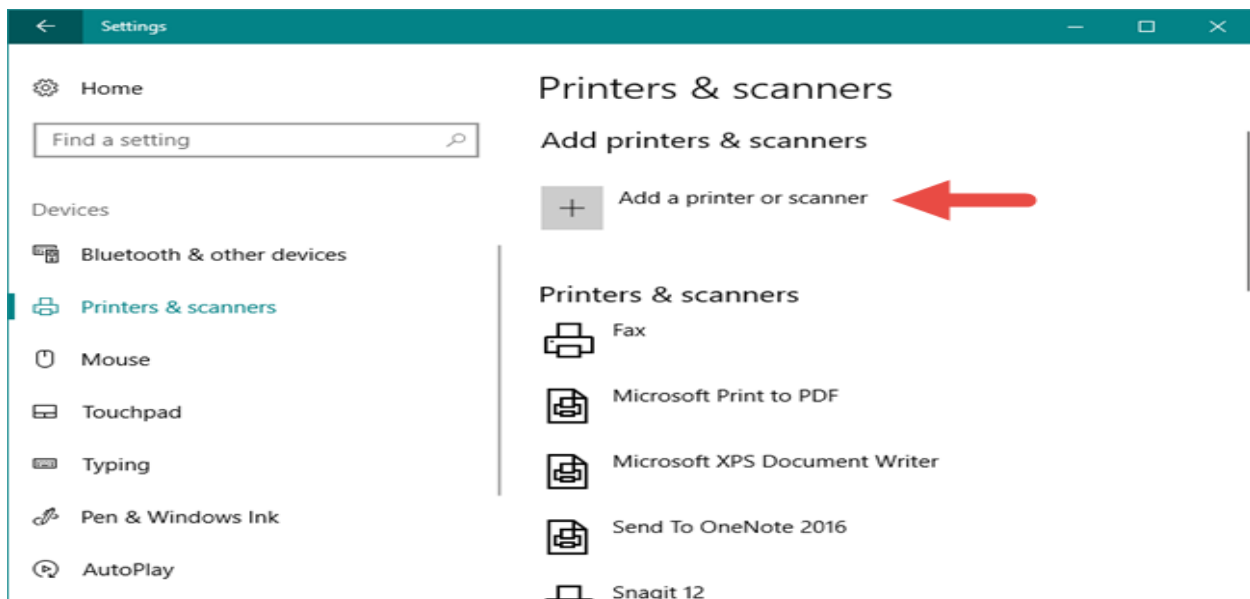 Settings
Home
Find a setting
Devices
Bluetooth & other devices
Printers & scanners
Mouse
Touchpad
Typing
Pen & Windows Ink
AutoPlay
Printers & scanners
Add printers & scanners
Add a printer or scanner
Printers & scanners
Fax
Microsoft Print to PDF
Microsoft XPS Document Writer
Send To OneNote 2016
Snagit 12